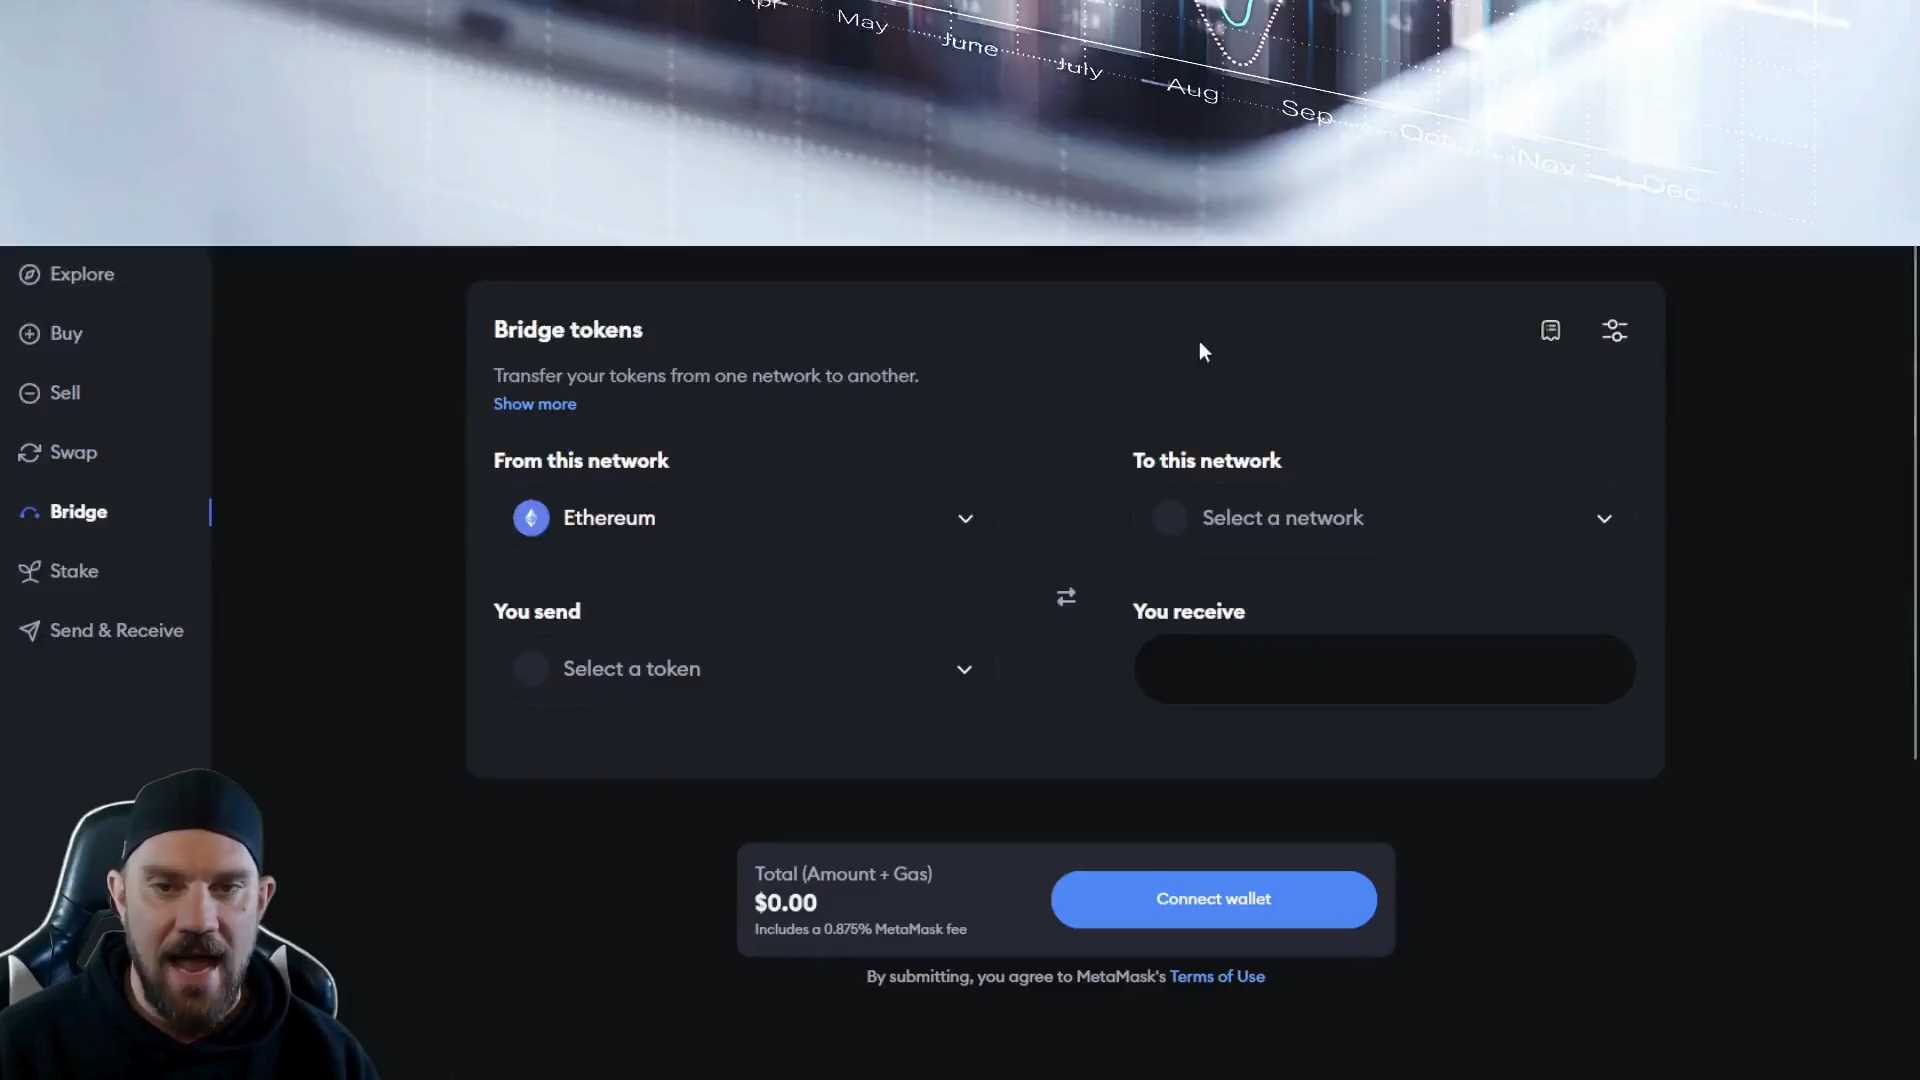 May
June
July
Aug
Sep
Oct
Nov
Dec
Explore
Buy
Sell
Swap
Bridge
Stake
Send & Receive
Bridge tokens
Transfer your tokens from one network to another.
Show more
From this network
Ethereum
To this network
Select a network
You send
Select a token
You receive
Total (Amount + Gas)
$0.00
Includes a 0.875% MetaMask fee
Connect wallet
By submitting, you agree to MetaMask's Terms of Use